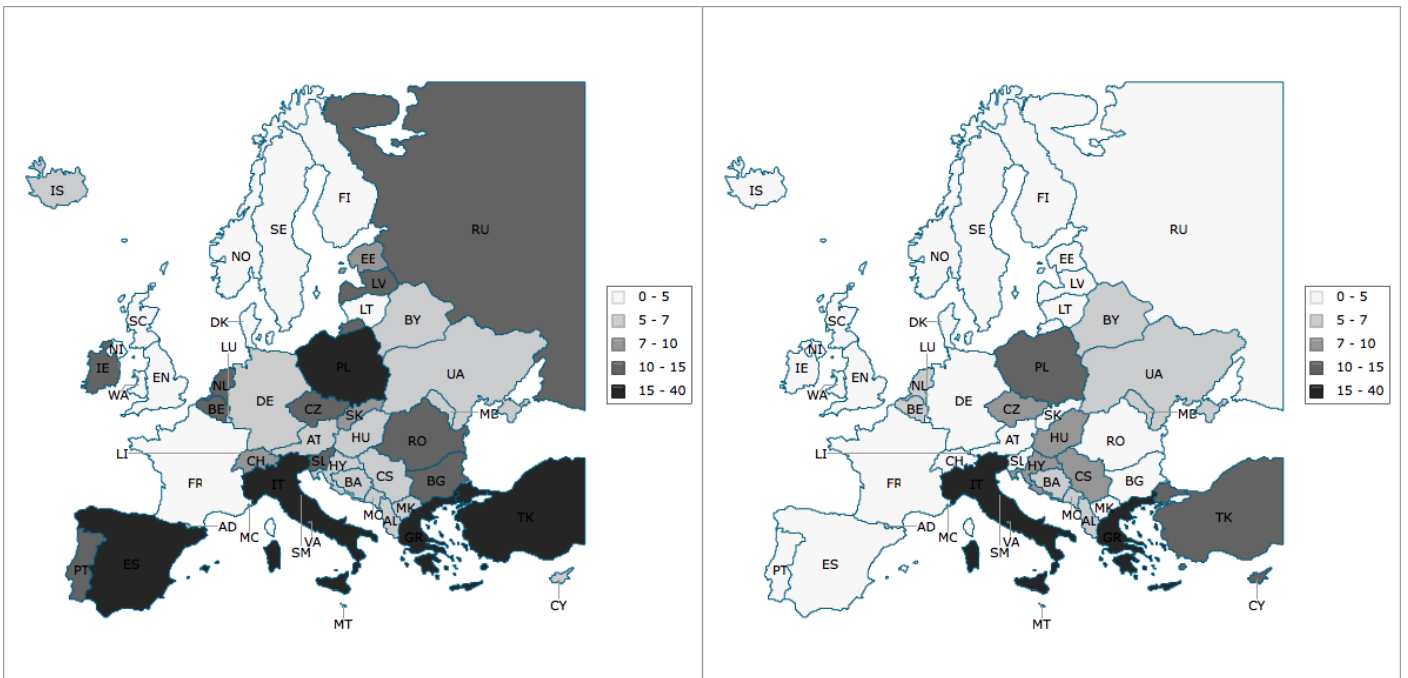 IS
FI
SE
RU
NO
EE
LV
0 - 5
5 - 7
7 - 10
10 - 15
15 - 40
LT
SC
DK
BY
NI
LU
IE
PL
UA
EN
NL
WA
DE
BE
CZ
SK
MD
AT
HU
RO
LI
CH
SL
HY
CS
BA
BG
FR
IT
MK
MO
AL
TK
AD
MC
GR
VA
SM
PT
ES
CY
MT
IS
FI
SE
RU
NO
EE
LV
0 - 5
5 - 7
7 - 10
10 - 15
15 - 40
LT
SC
DK
BY
NI
LU
IE
PL
UA
EN
NL
WA
DE
BE
CZ
SK
MD
AT
HU
RO
LI
CH
SL
HY
CS
BA
BG
FR
IT
MK
MO
AL
TK
AD
MC
GR
VA
SM
PT
ES
CY
MT